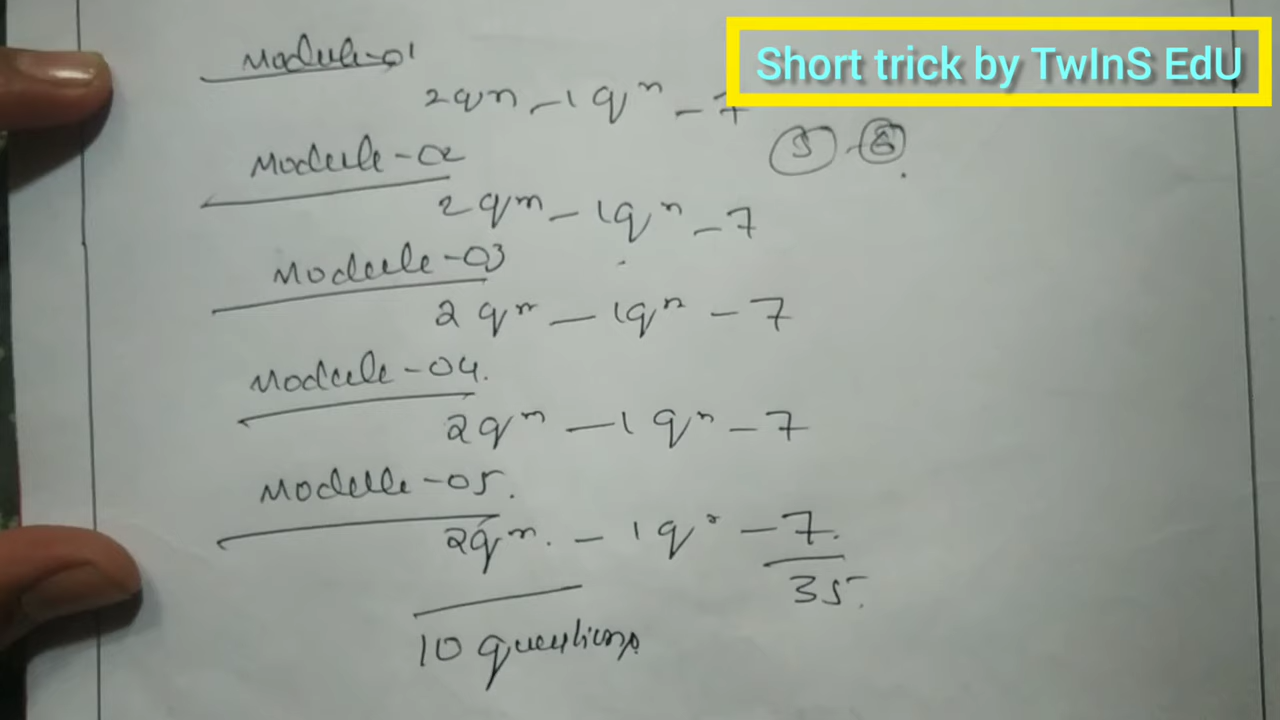 Short trick by TwInS EdU
Module-01
2qn - 1qn - 7
5 - 6.
Module-02
2qn - 1qn - 7
Module-03
2qn - 1qn - 7
Module-04.
2qn - 1qn - 7
Module-05.
2qn. - 1qn - 7.
35.
10 questions